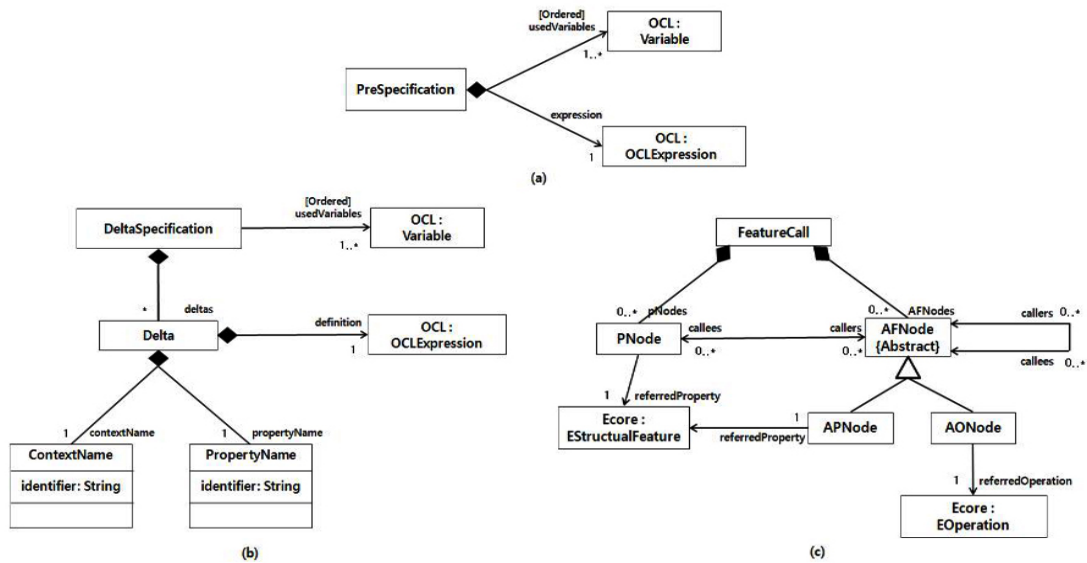 [Ordered]
usedVariables
OCL :
Variable
1..*
PreSpecification
expression
1
OCL :
OCLExpression
(a)
DeltaSpecification
[Ordered]
usedVariables
1..*
OCL :
Variable
*
deltas
Delta
definition
1
OCL :
OCLExpression
1
contextName
1
propertyName
ContextName
identifier: String
PropertyName
identifier: String
(b)
FeatureCall
0..*
pNodes
0..*
AFNodes
PNode
callees
0..*
callers
0..*
AFNode
{Abstract}
callers
0..*
callees
0..*
1
referredProperty
Ecore :
EStructualFeature
1
referredProperty
APNode
AONode
1
referredOperation
Ecore :
EOperation
(c)